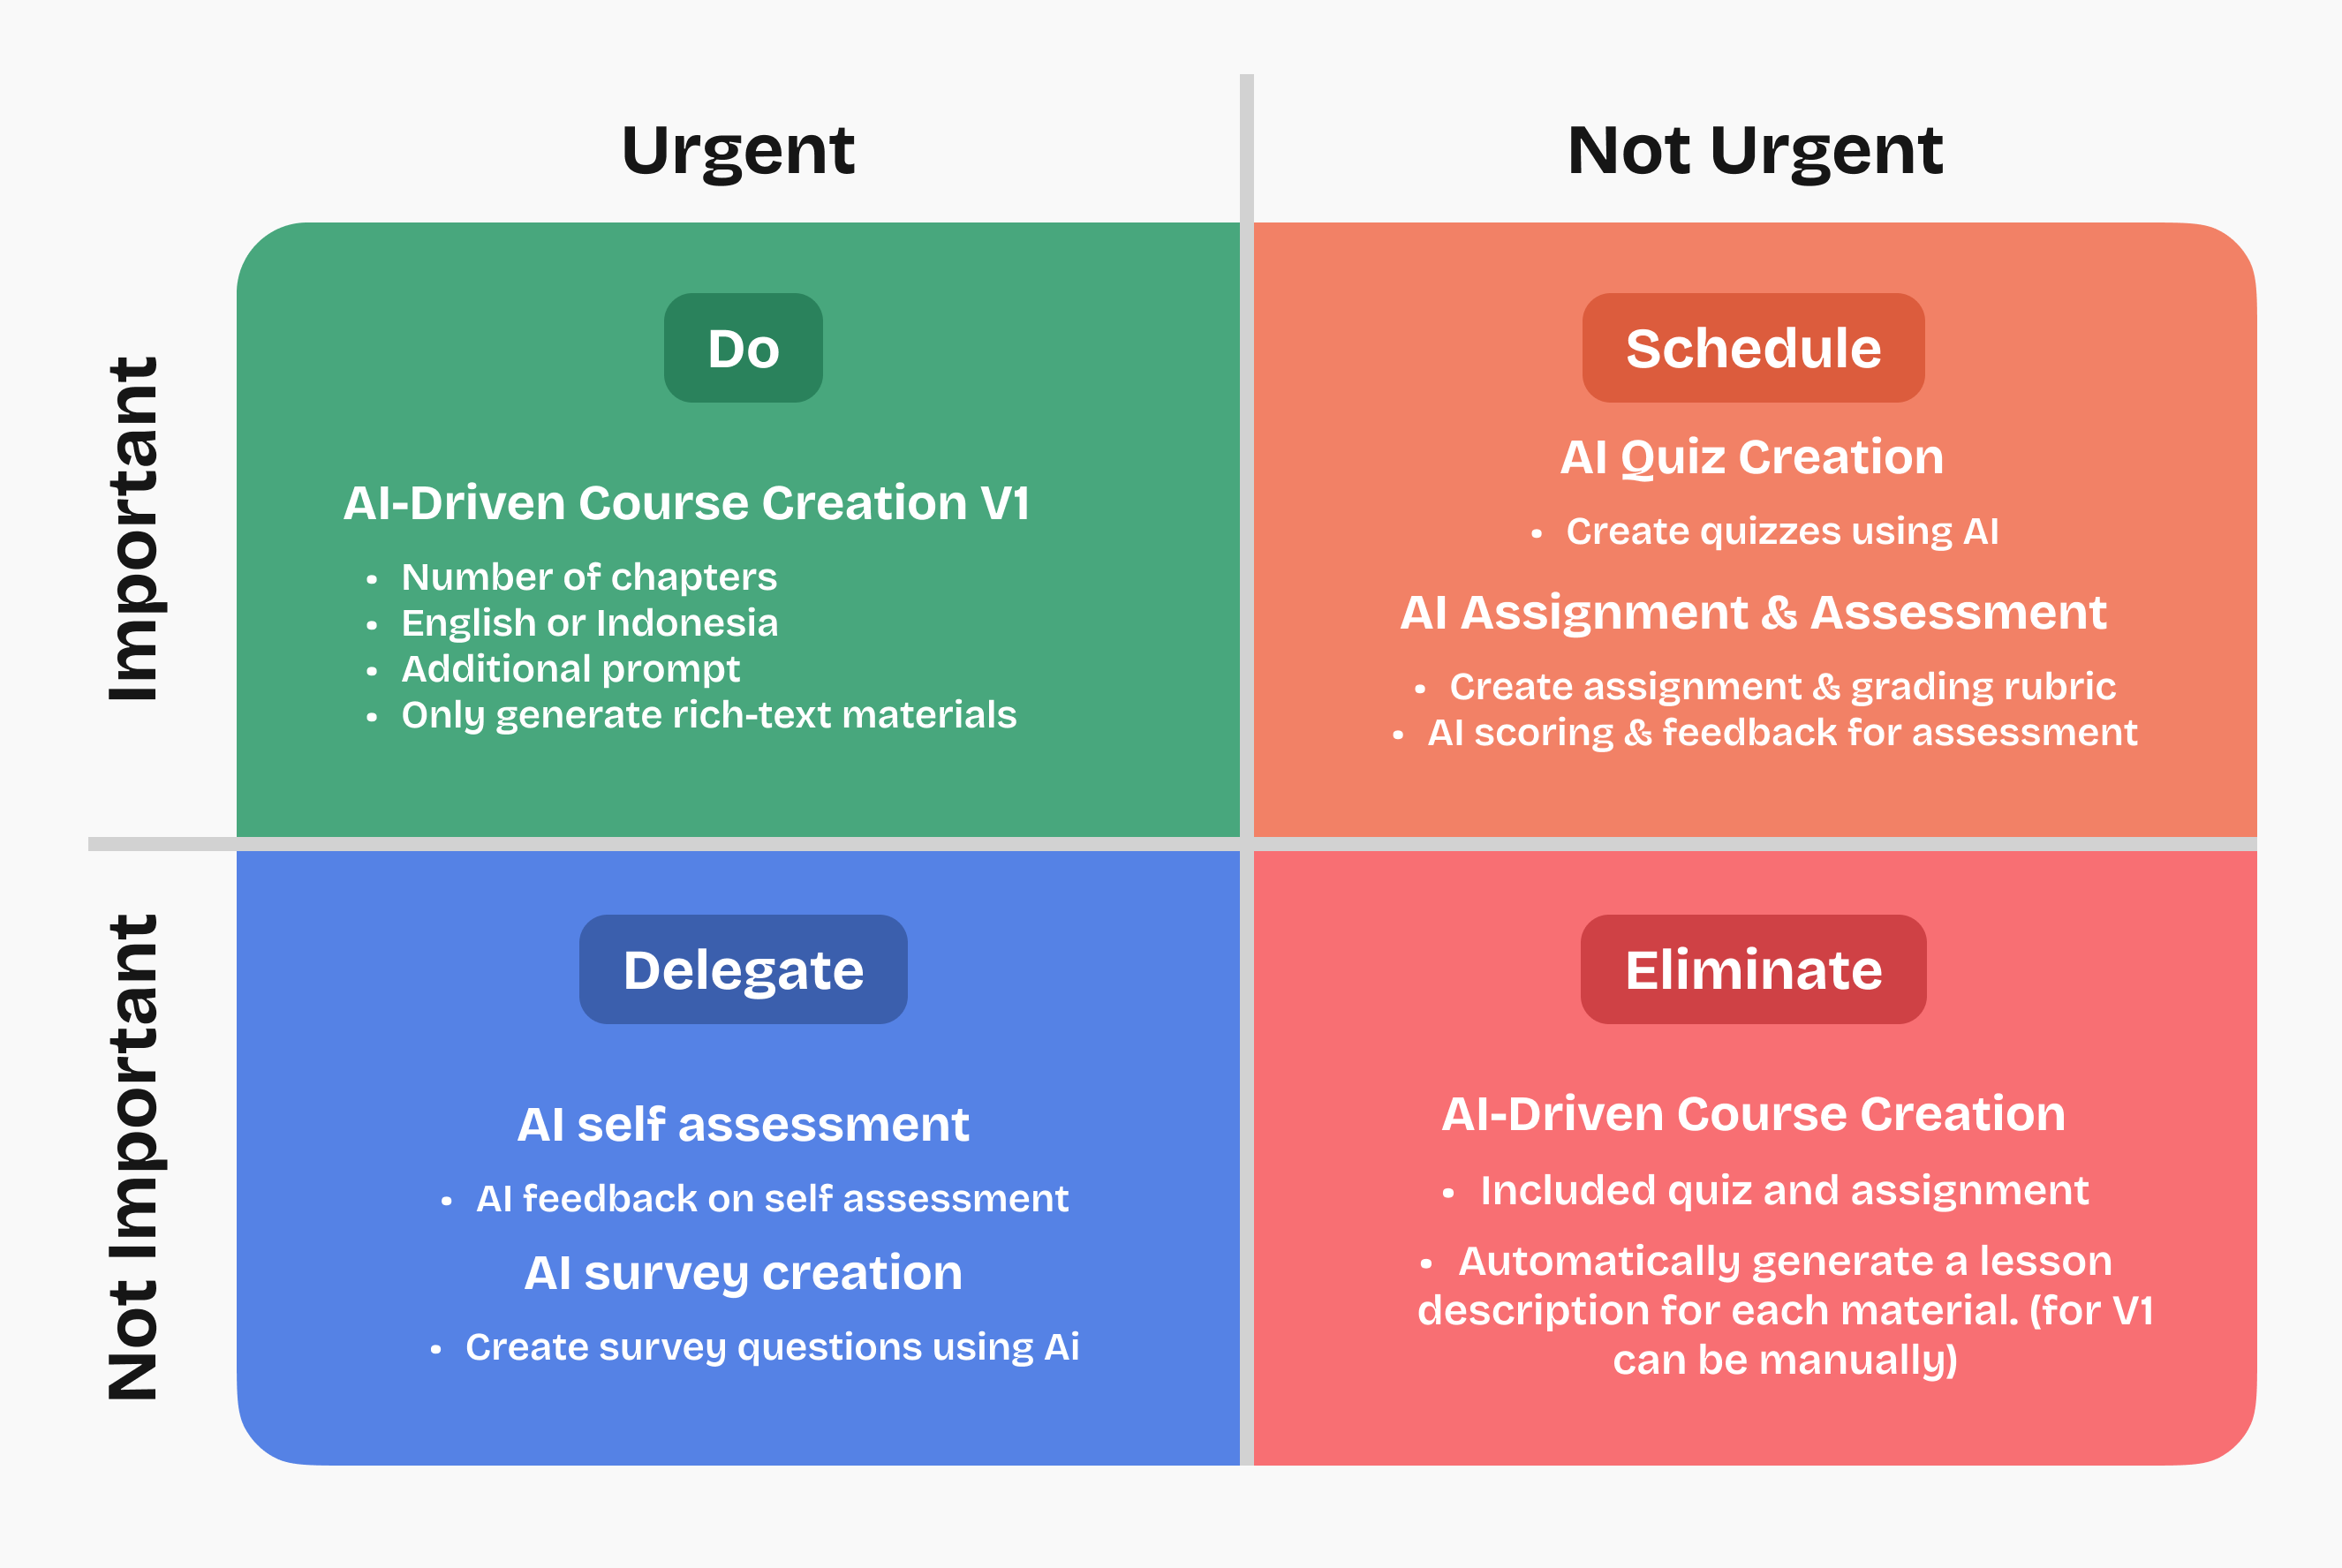 Urgent
Not Urgent
Important
Do
AI-Driven Course Creation V1
• Number of chapters
• English or Indonesia
• Additional prompt
• Only generate rich-text materials
Schedule
AI Quiz Creation
• Create quizzes using AI
AI Assignment & Assessment
• Create assignment & grading rubric
• AI scoring & feedback for assessment
Not Important
Delegate
AI self assessment
• AI feedback on self assessment
AI survey creation
• Create survey questions using Ai
Eliminate
AI-Driven Course Creation
• Included quiz and assignment
• Automatically generate a lesson
description for each material. (for V1
can be manually)